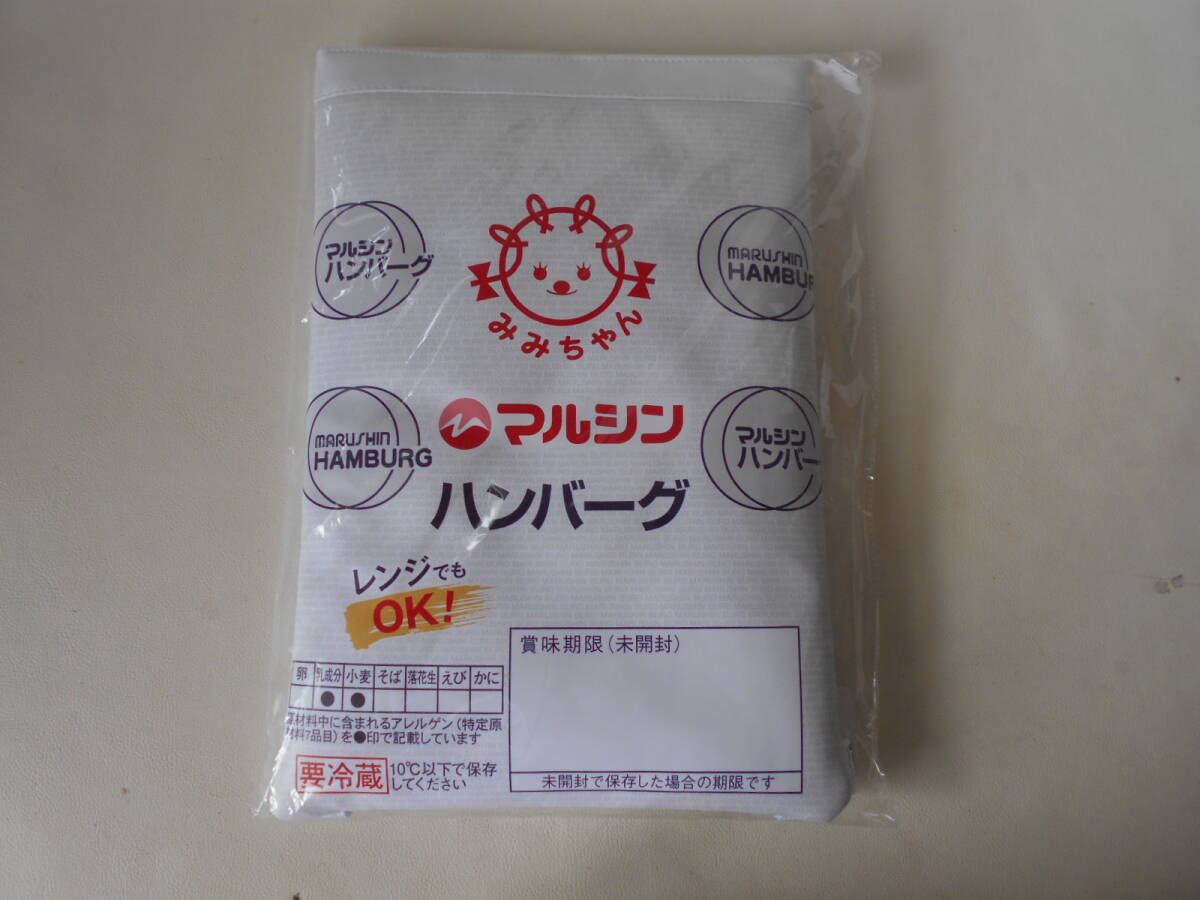 マルシン
ハンバーグ
みみちゃん
MARUSHIN
HAMBU
マルシン
ハンバーグ
MARUSHIN
HAMBURG
マルシン
ハンバー
レンジでも
OK!
賞味期限(未開封)
卵 乳成分 小麦 そば 落花生 えび かに
● ●
原材料中に含まれるアレルゲン(特定原
材料7品目)を●印で記載しています
要冷蔵
10℃以下で保存
してください
未開封で保存した場合の期限です